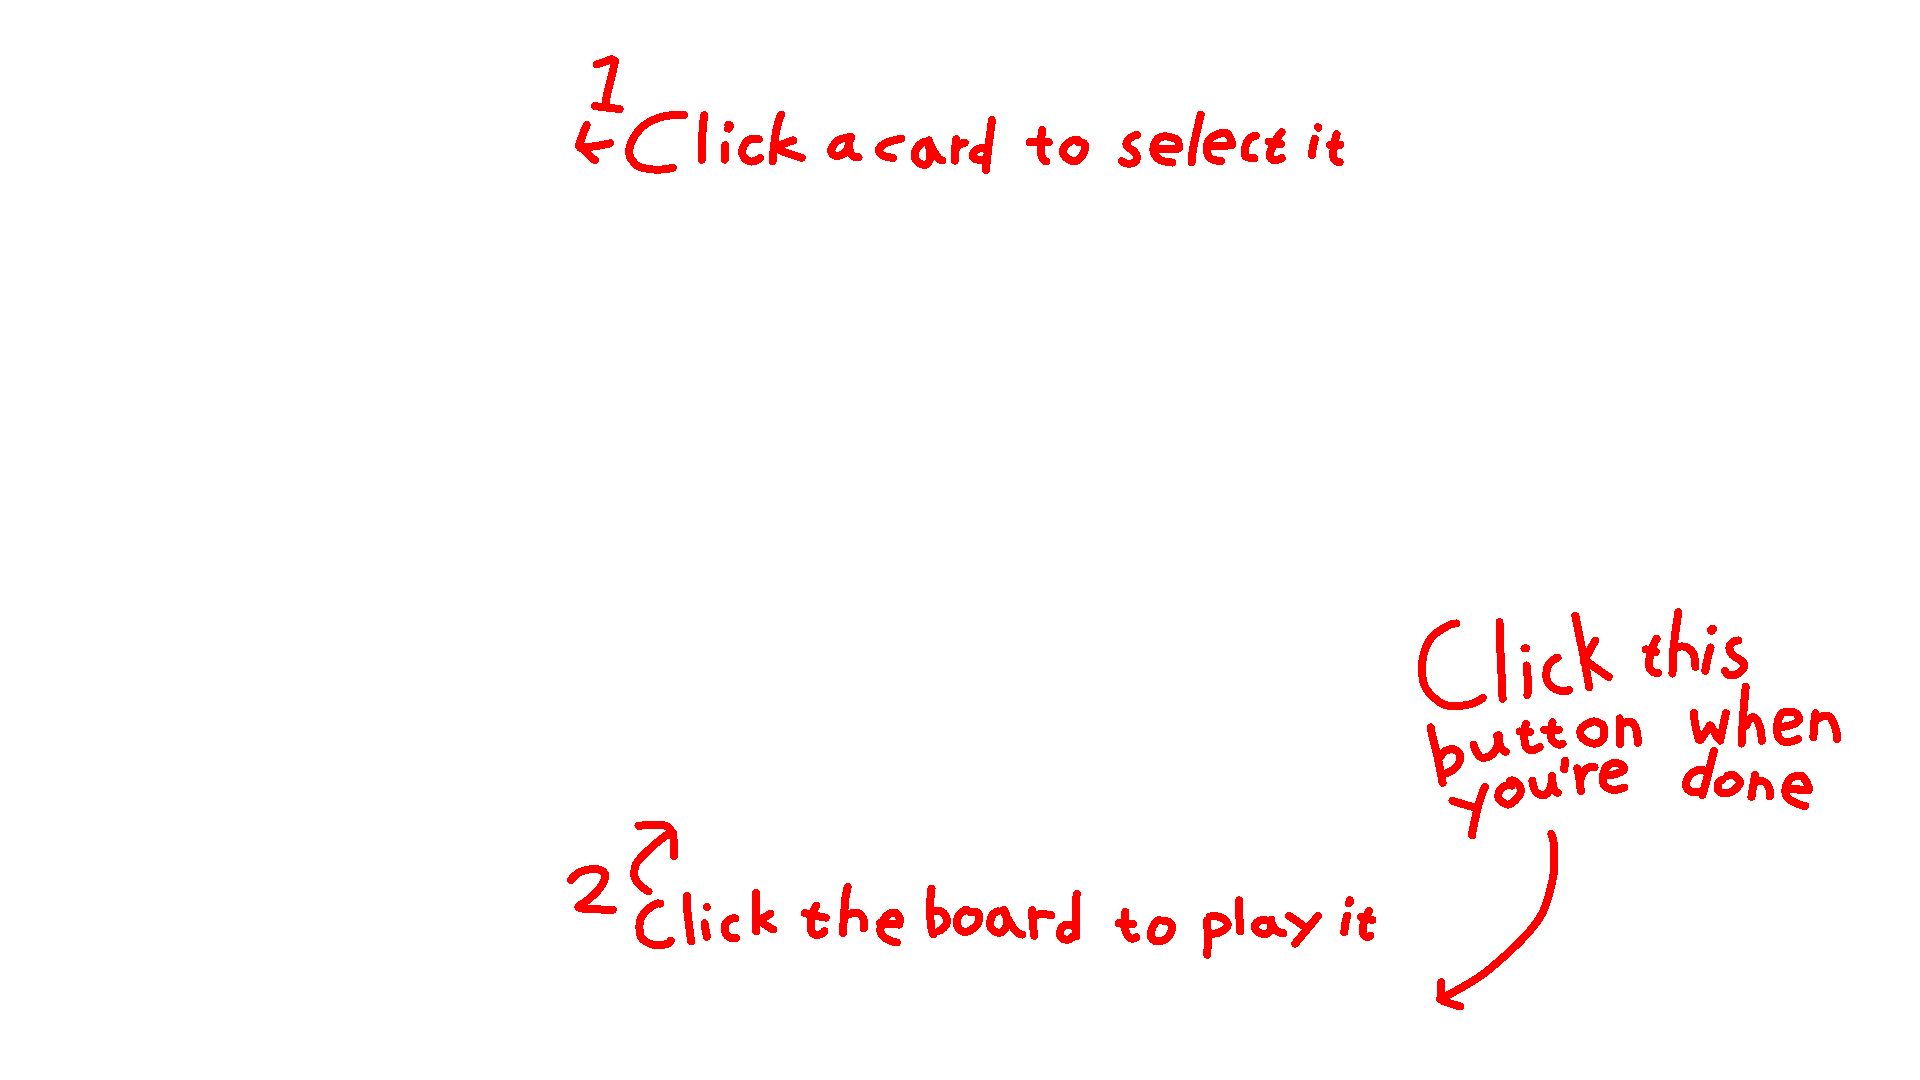 1
Click a card to select it
Click this
button when
you're done
2
Click the board to play it